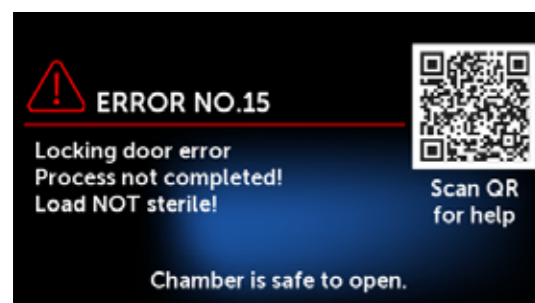 ERROR NO.15
Locking door error
Process not completed!
Load NOT sterile!
Scan QR
for help
Chamber is safe to open.